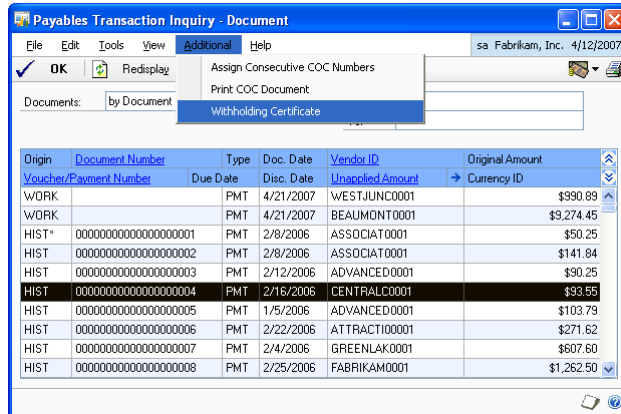 Payables Transaction Inquiry - Document
File Edit Tools View Additional Help sa Fabrikam, Inc. 4/12/2007
OK Redisplay
Assign Consecutive COC Numbers
Print COC Document
Withholding Certificate
Documents: by Document
Origin Document Number Type Doc. Date Vendor ID Original Amount
Voucher/Payment Number Due Date Disc. Date Unapplied Amount Currency ID
WORK PMT 4/21/2007 WESTJUNC0001 $990.89
WORK PMT 4/21/2007 BEAUMONT0001 $9,274.45
HIST* 00000000000000000001 PMT 2/8/2006 ASSOCIAT0001 $50.25
HIST 00000000000000000002 PMT 2/8/2006 ASSOCIAT0001 $141.84
HIST 00000000000000000003 PMT 2/12/2006 ADVANCED0001 $90.25
HIST 00000000000000000004 PMT 2/16/2006 CENTRALC0001 $93.55
HIST 00000000000000000005 PMT 1/5/2006 ADVANCED0001 $103.79
HIST 00000000000000000006 PMT 2/22/2006 ATTRACTI00001 $271.62
HIST 00000000000000000007 PMT 2/4/2006 GREENLAK0001 $607.60
HIST 00000000000000000008 PMT 2/25/2006 FABRIKAM0001 $1,262.50